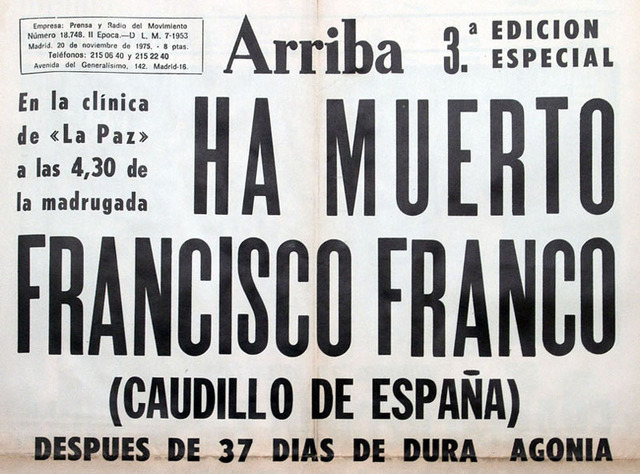 Empresa: Prensa y Radio del Movimiento
Número 18.748. II Epoca.—D L. M. 7-1953
Madrid. 20 de noviembre de 1975. - 8 ptas.
Teléfonos: 215 06 40 y 215 22 40
Avenida del Generalísimo, 142. Madrid-16.
Arriba
3.ª EDICION
ESPECIAL
En la clínica
de «La Paz»
a las 4,30 de
la madrugada
HA MUERTO
FRANCISCO FRANCO
(CAUDILLO DE ESPAÑA)
DESPUES DE 37 DIAS DE DURA AGONIA